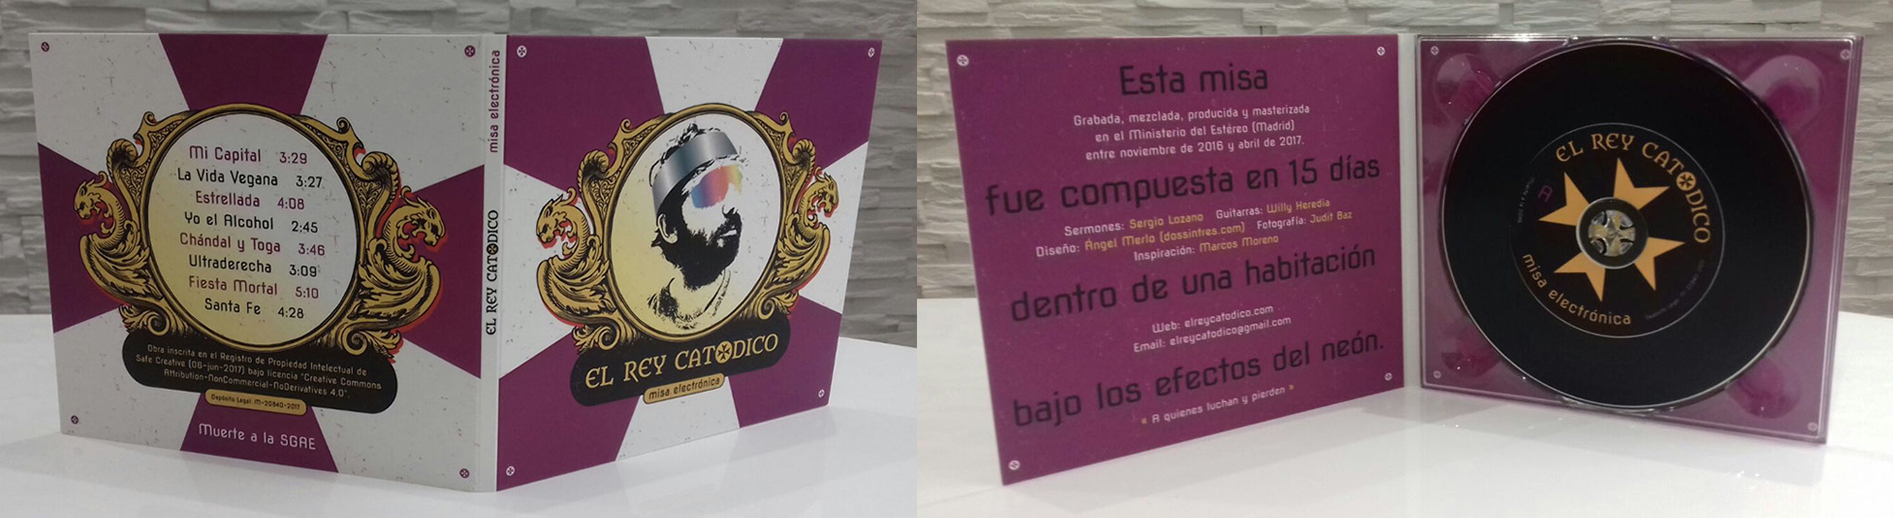 Mi Capital 3:29
La Vida Vegana 3:27
Estrellada 4:08
Yo el Alcohol 2:45
Chándal y Toga 3:46
Ultraderecha 3:09
Fiesta Mortal 5:10
Santa Fe 4:28
Obra inscrita en el Registro de Propiedad Intelectual de
Safe Creative (06-jun-2017) bajo licencia "Creative Commons
Attribution-NonCommercial-NoDerivatives 4.0".
Depósito Legal: M-20840-2017
Muerte a la SGAE
misa electrónica
EL REY CATODICO
EL REY CATODICO
misa electrónica
Esta misa
Grabada, mezclada, producida y masterizada
en el Ministerio del Estéreo (Madrid)
entre noviembre de 2016 y abril de 2017.
fue compuesta en 15 días
Sermones: Sergio Lozano Guitarras: Willy Heredia
Diseño: Ángel Merlo (dossintres.com) Fotografía: Judit Baz
Inspiración: Marcos Moreno
dentro de una habitación
Web: elreycatodico.com
Email: elreycatodico@gmail.com
bajo los efectos del neón.
« A quienes luchan y pierden »
EL REY CATODICO
misa electrónica